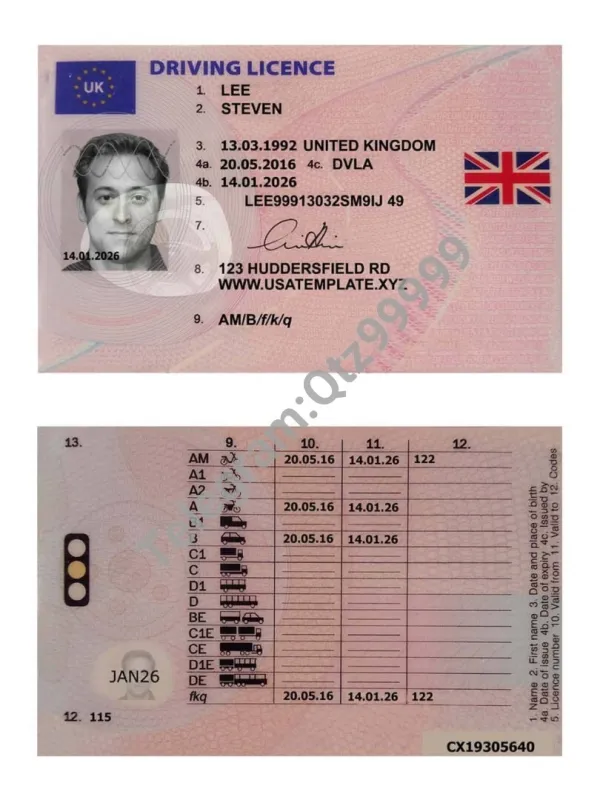 UK
DRIVING LICENCE
1. LEE
2. STEVEN
3. 13.03.1992 UNITED KINGDOM
4a. 20.05.2016 4c. DVLA
4b. 14.01.2026
5. LEE99913032SM9IJ 49
7.
14.01.2026
8. 123 HUDDERSFIELD RD
WWW.USATEMPLATE.XYZ
9. AM/B/f/k/q
Telegram:Qtz99999
13.
9. 10. 11. 12.
AM 20.05.16 14.01.26 122
A1
A2
A 20.05.16 14.01.26
B1
B 20.05.16 14.01.26
C1
C
D1
D
BE
C1E
CE
D1E
DE
fkq 20.05.16 14.01.26 122
JAN26
12. 115
1. Name 2. First name 3. Date and place of birth
4a. Date of issue 4b. Date of expiry 4c. Issued by
5. Licence number 10. Valid from 11. Valid to 12. Codes
CX19305640